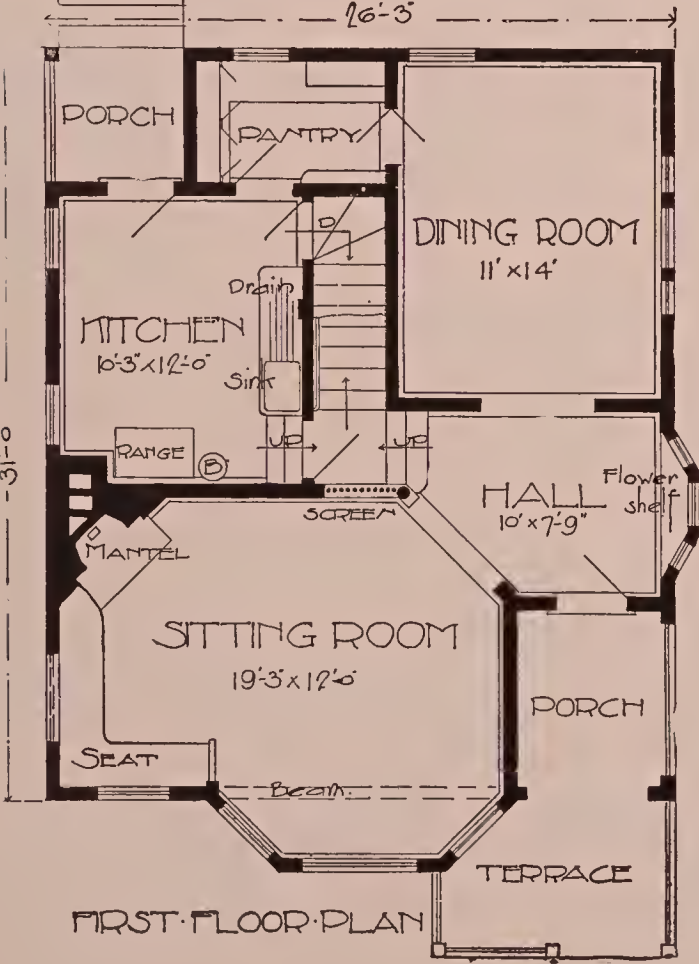 26'-3"
PORCH
PANTRY
DINING ROOM
11' x 14'
D
Drain
KITCHEN
10'-3" x 12'-0"
Sink
RANGE
B
UP
UP
31'-0
HALL
10' x 7'-9"
Flower
shelf
SCREEN
MANTEL
SITTING ROOM
19'-3 x 12'-0"
PORCH
SEAT
Beam.
TERRACE
FIRST·FLOOR·PLAN